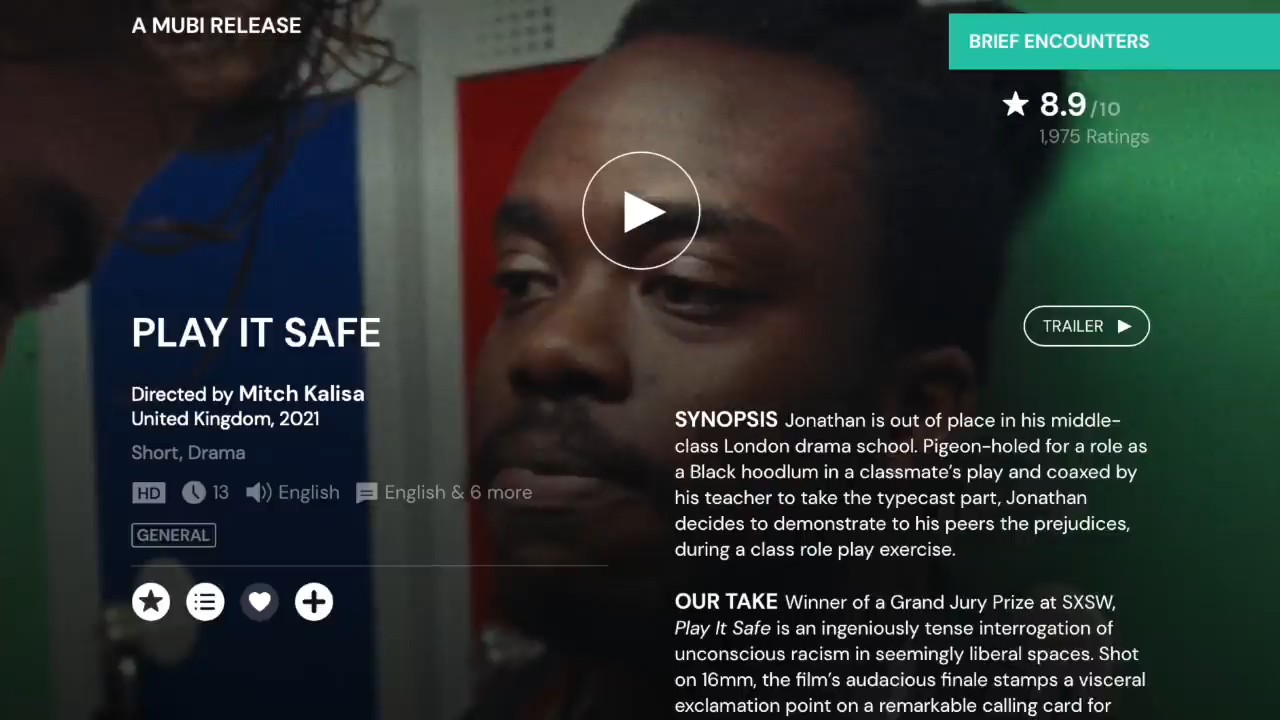 A MUBI RELEASE
BRIEF ENCOUNTERS
8.9/10
1,975 Ratings
PLAY IT SAFE
TRAILER
Directed by Mitch Kalisa
United Kingdom, 2021
Short, Drama
HD 13 English English & 6 more
GENERAL
SYNOPSIS Jonathan is out of place in his middle-
class London drama school. Pigeon-holed for a role as
a Black hoodlum in a classmate’s play and coaxed by
his teacher to take the typecast part, Jonathan
decides to demonstrate to his peers the prejudices,
during a class role play exercise.
OUR TAKE Winner of a Grand Jury Prize at SXSW,
Play It Safe is an ingeniously tense interrogation of
unconscious racism in seemingly liberal spaces. Shot
on 16mm, the film’s audacious finale stamps a visceral
exclamation point on a remarkable calling card for